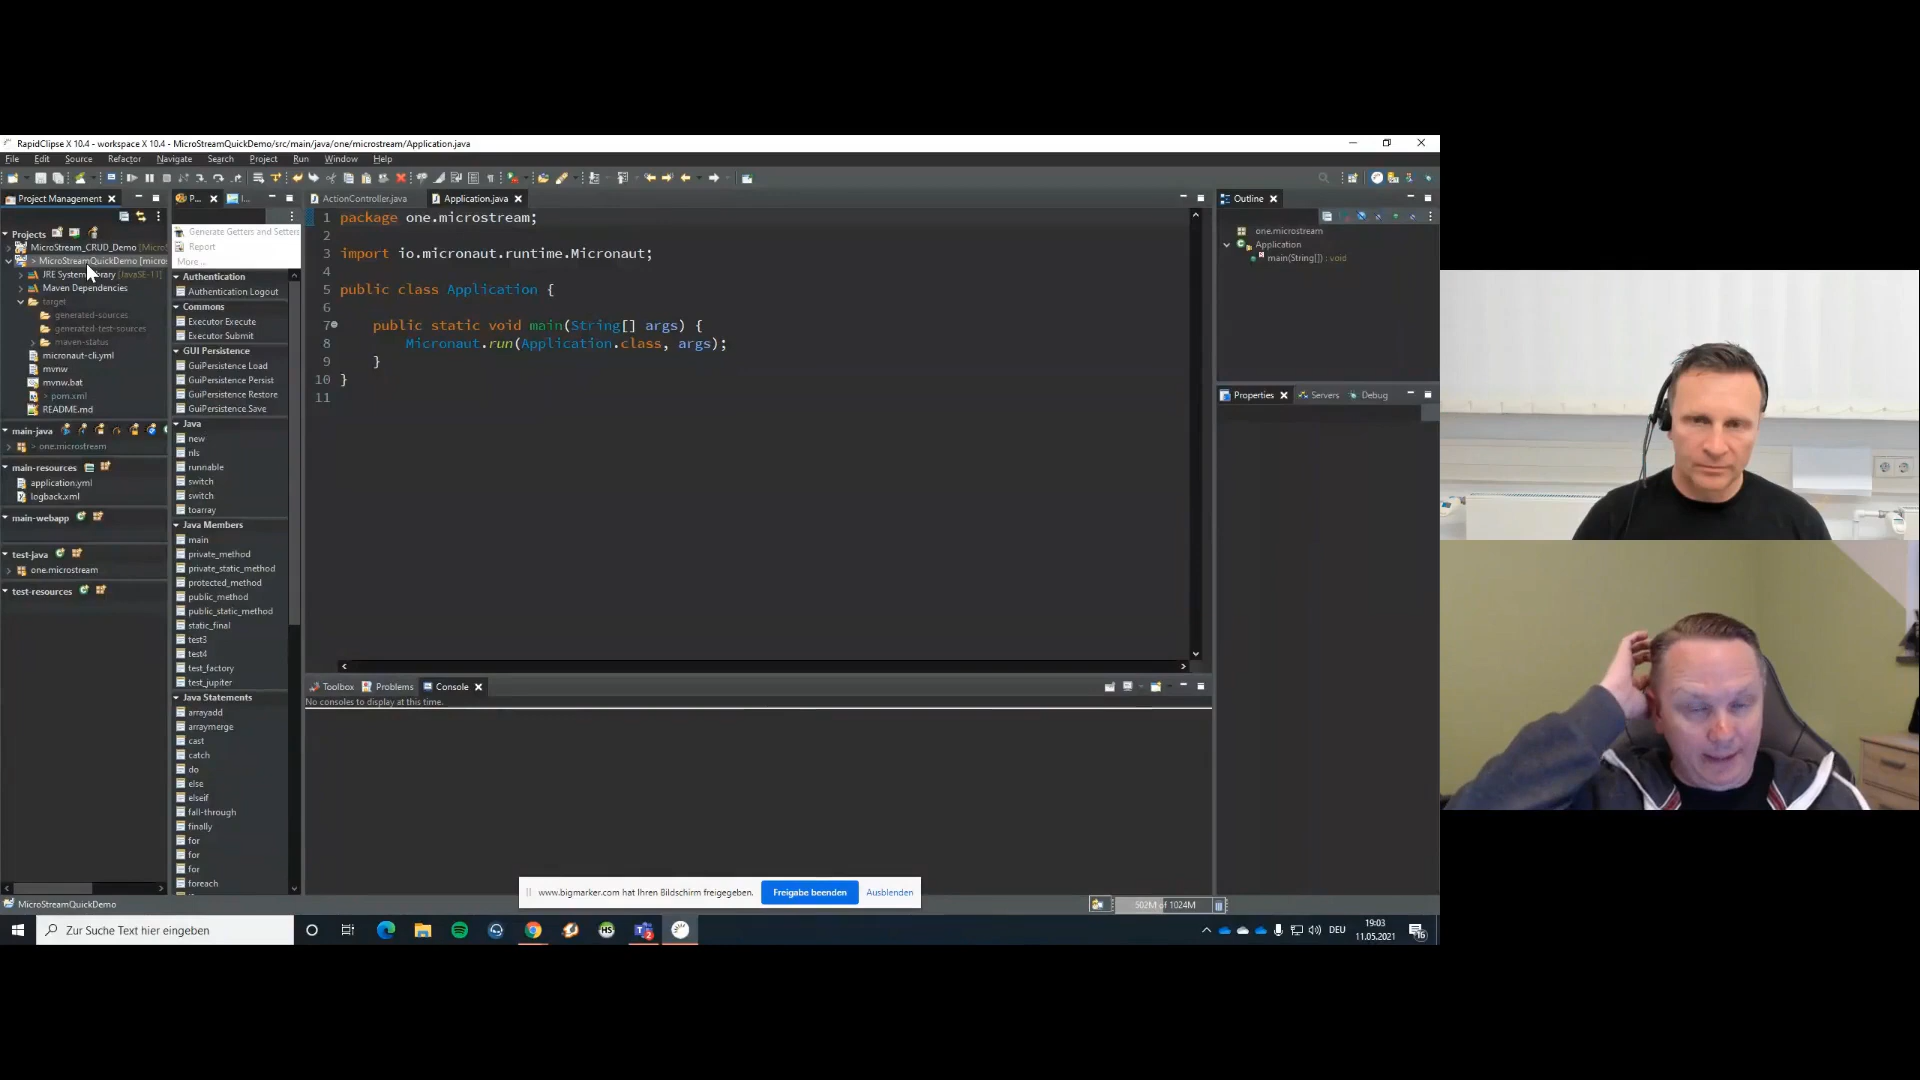 RapidClipse X 10.4 - workspace X 10.4 - MicroStreamQuickDemo/src/main/java/one/microstream/Application.java
File Edit Source Refactor Navigate Search Project Run Window Help
Project Management
P...
I...
ActionController.java
Application.java
Outline
Projects
MicroStream_CRUD_Demo [Micro
> MicroStreamQuickDemo [micros
JRE System Library [JavaSE-11]
Maven Dependencies
target
generated-sources
generated-test-sources
maven-status
micronaut-cli.yml
mvnw
mvnw.bat
> pom.xml
README.md
main-java
> one.microstream
main-resources
application.yml
logback.xml
main-webapp
test-java
one.microstream
test-resources
Generate Getters and Setters
Report
More ...
Authentication
Authentication Logout
Commons
Executor Execute
Executor Submit
GUI Persistence
GuiPersistence Load
GuiPersistence Persist
GuiPersistence Restore
GuiPersistence Save
Java
new
nls
runnable
switch
switch
toarray
Java Members
main
private_method
private_static_method
protected_method
public_method
public_static_method
static_final
test3
test4
test_factory
test_jupiter
Java Statements
arrayadd
arraymerge
cast
catch
do
else
elseif
fall-through
finally
for
for
for
foreach
1 package one.microstream;
2
3 import io.micronaut.runtime.Micronaut;
4
5 public class Application {
6
7 public static void main(String[] args) {
8 Micronaut.run(Application.class, args);
9 }
10 }
11
one.microstream
Application
main(String[]) : void
Properties
Servers
Debug
Toolbox
Problems
Console
No consoles to display at this time.
www.bigmarker.com hat Ihren Bildschirm freigegeben.
Freigabe beenden
Ausblenden
MicroStreamQuickDemo
502M of 1024M
Zur Suche Text hier eingeben
HS
2
DEU
19:03
11.05.2021
16